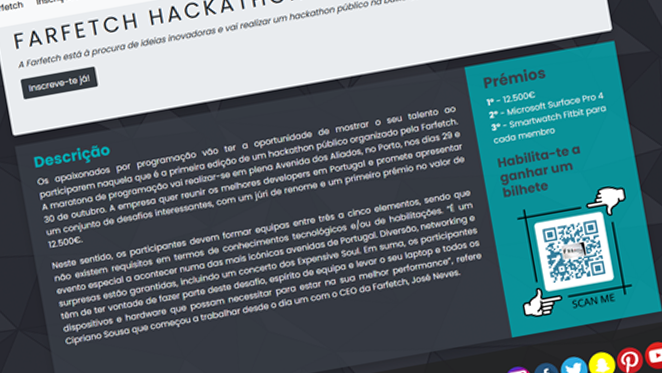 FARFETCH HACKATHON
A Farfetch está à procura de ideias inovadoras e vai realizar um hackathon público na
Inscreve-te já!
Descrição
Os apaixonados por programação vão ter a oportunidade de mostrar o seu talento ao
participarem naquela que é a primeira edição de um hackathon público organizado pela Farfetch.
A maratona de programação vai realizar-se em plena Avenida dos Aliados, no Porto, nos dias 29 e
30 de outubro. A empresa quer reunir os melhores developers em Portugal e promete apresentar
um conjunto de desafios interessantes, com um júri de renome e um primeiro prémio no valor de
12.500€.
Neste sentido, os participantes devem formar equipas entre três a cinco elementos, sendo que
não existem requisitos em termos de conhecimentos tecnológicos e/ou de habilitações. "É um
evento especial a acontecer numa das mais icónicas avenidas de Portugal. Diversão, networking e
surpresas estão garantidas, incluindo um concerto dos Expensive Soul. Em suma, os participantes
têm de ter vontade de fazer parte deste desafio, espírito de equipa e levar o seu laptop e todos os
dispositivos e hardware que possam necessitar para estar na sua melhor performance", refere
Cipriano Sousa que começou a trabalhar desde o dia um com o CEO da Farfetch, José Neves.
Prémios
1º - 12.500€
2º - Microsoft Surface Pro 4
3º - Smartwatch Fitbit para
cada membro
Habilita-te a
ganhar um
bilhete
SCAN ME